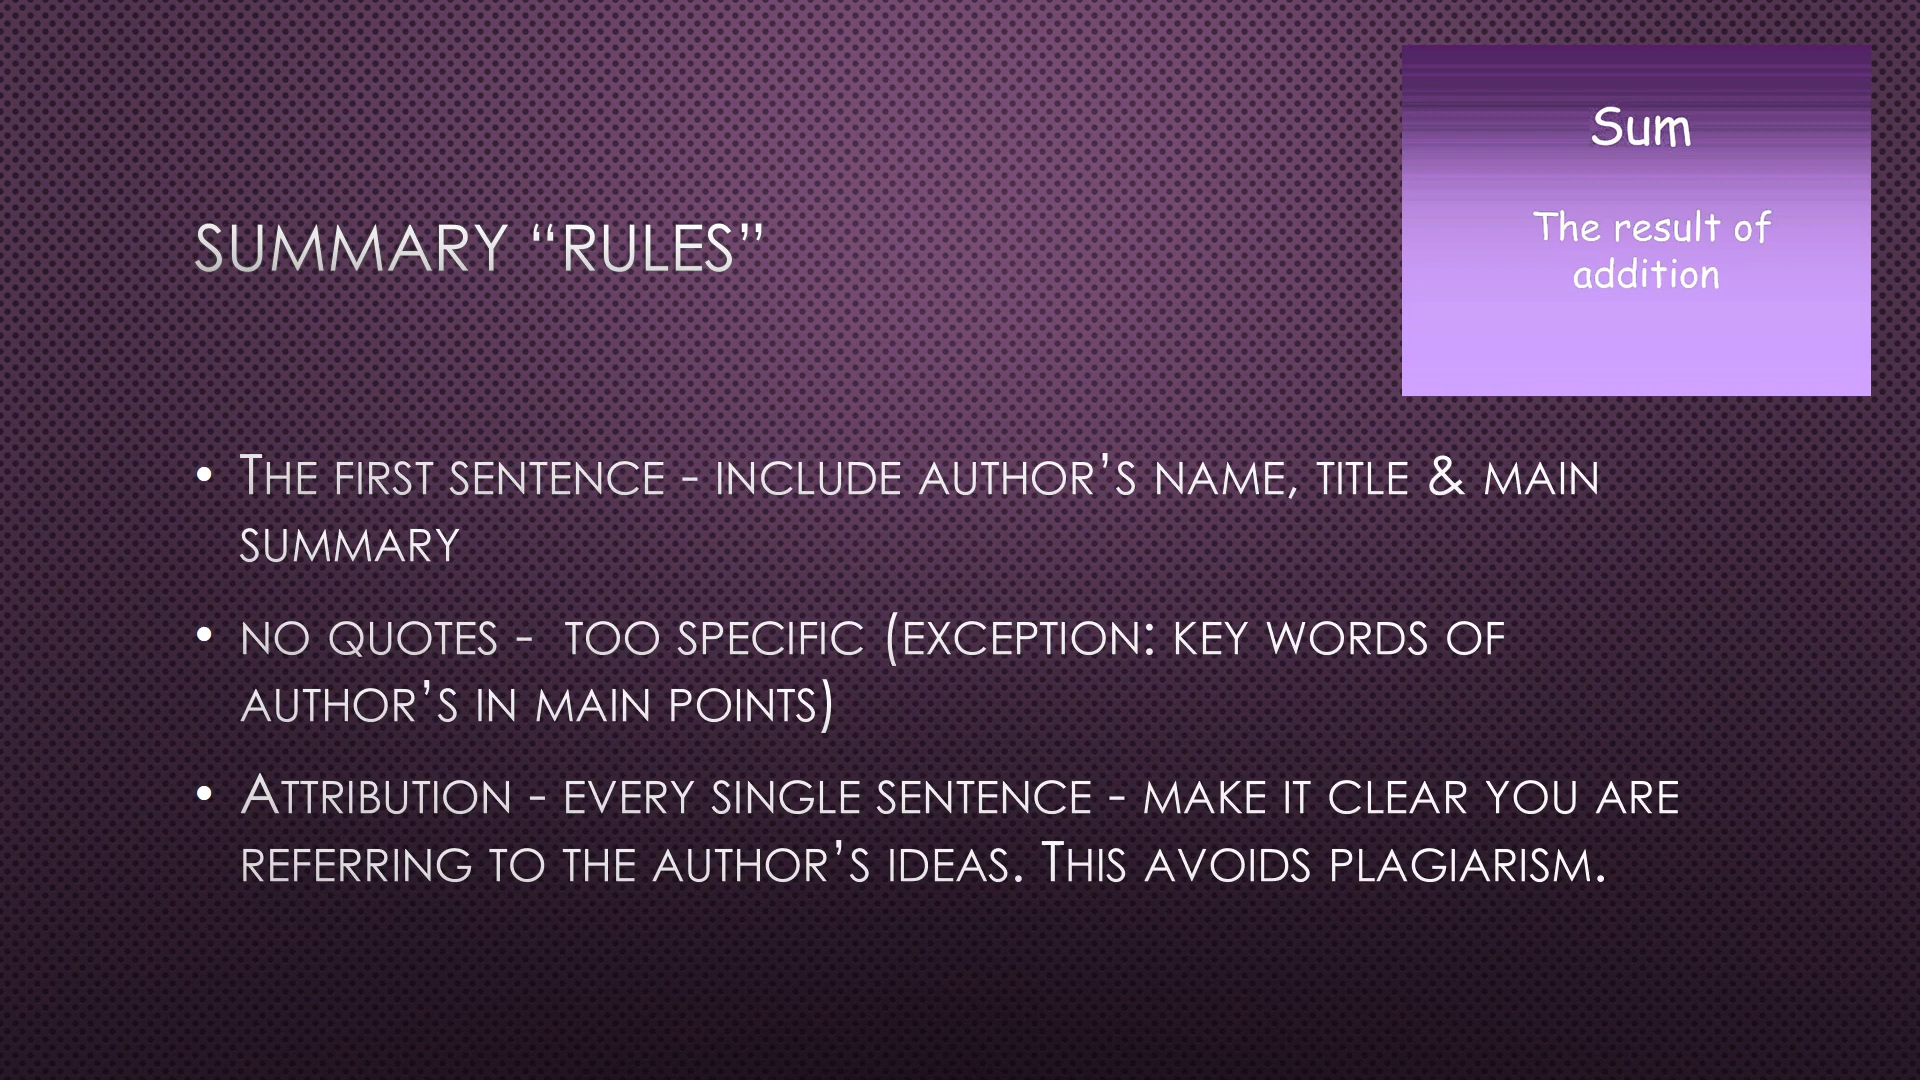 Sum
The result of
addition
SUMMARY “RULES”
• The first sentence - include author’s name, title & main
summary
• no quotes -  too specific (exception: key words of
author’s in main points)
• Attribution - every single sentence - make it clear you are
referring to the author’s ideas. This avoids plagiarism.